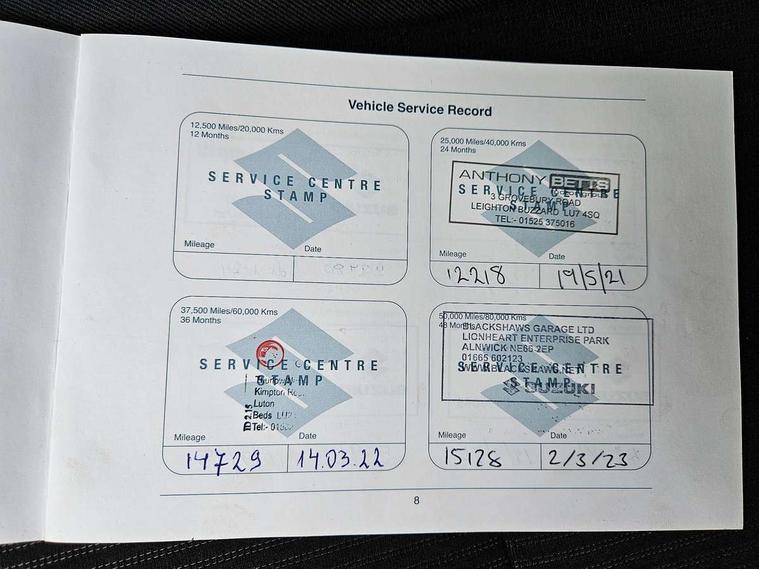 Vehicle Service Record
12,500 Miles/20,000 Kms
12 Months
SERVICE CENTRE
STAMP
Mileage Date
25,000 Miles/40,000 Kms
24 Months
SERVICE CENTRE
STAMP
ANTHONY BETTS
3 GROVEBURY ROAD
LEIGHTON BUZZARD LU7 4SQ
TEL:- 01525 375016
Mileage Date
12218 19/5/21
37,500 Miles/60,000 Kms
36 Months
SERVICE CENTRE
STAMP
Kimpton
Luton
Beds
Tel:-
Mileage Date
14729 14.03.22
50,000 Miles/80,000 Kms
48 Months
SERVICE CENTRE
STAMP
BLACKSHAWS GARAGE LTD
LIONHEART ENTERPRISE PARK
ALNWICK NE66 2EP
01665 602123
SUZUKI
Mileage Date
15128 2/3/23
8